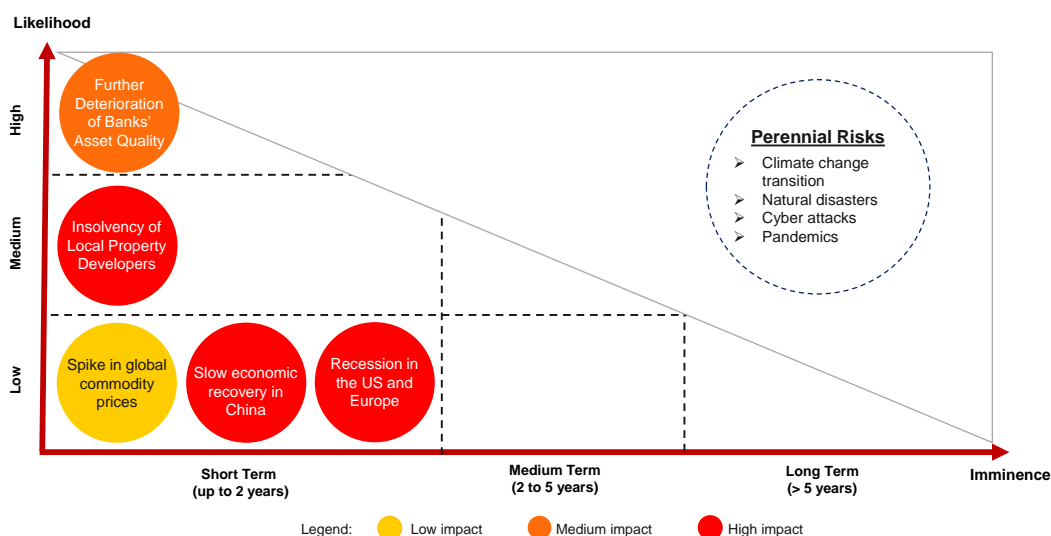 Likelihood
High
Further
Deterioration
of Banks'
Asset Quality
Perennial Risks
➢ Climate change
transition
➢ Natural disasters
➢ Cyber attacks
➢ Pandemics
Medium
Insolvency of
Local Property
Developers
Low
Spike in global
commodity
prices
Slow economic
recovery in
China
Recession in
the US and
Europe
Short Term
(up to 2 years)
Medium Term
(2 to 5 years)
Long Term
(> 5 years)
Imminence
Legend: Low impact Medium impact High impact